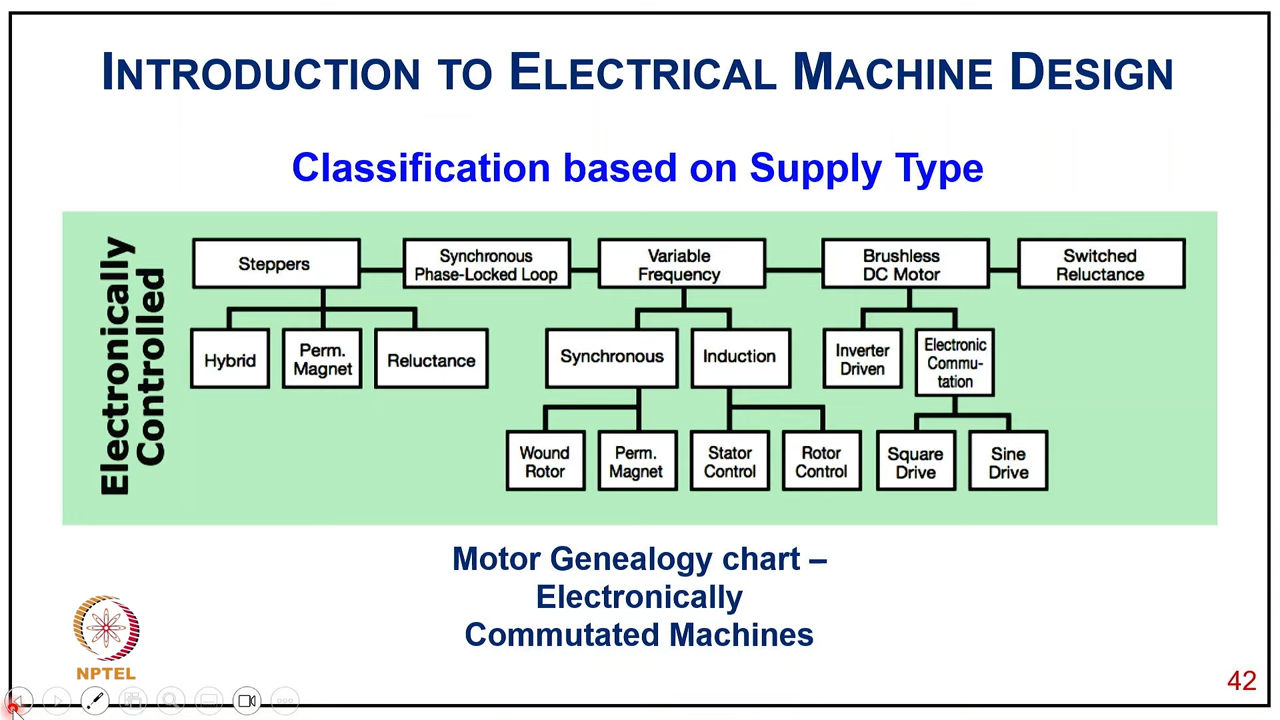 INTRODUCTION TO ELECTRICAL MACHINE DESIGN
Classification based on Supply Type
Electronically
Controlled
Steppers
Synchronous
Phase-Locked Loop
Variable
Frequency
Brushless
DC Motor
Switched
Reluctance
Hybrid
Perm.
Magnet
Reluctance
Synchronous
Induction
Inverter
Driven
Electronic
Commu-
tation
Wound
Rotor
Perm.
Magnet
Stator
Control
Rotor
Control
Square
Drive
Sine
Drive
Motor Genealogy chart –
Electronically
Commutated Machines
NPTEL
42